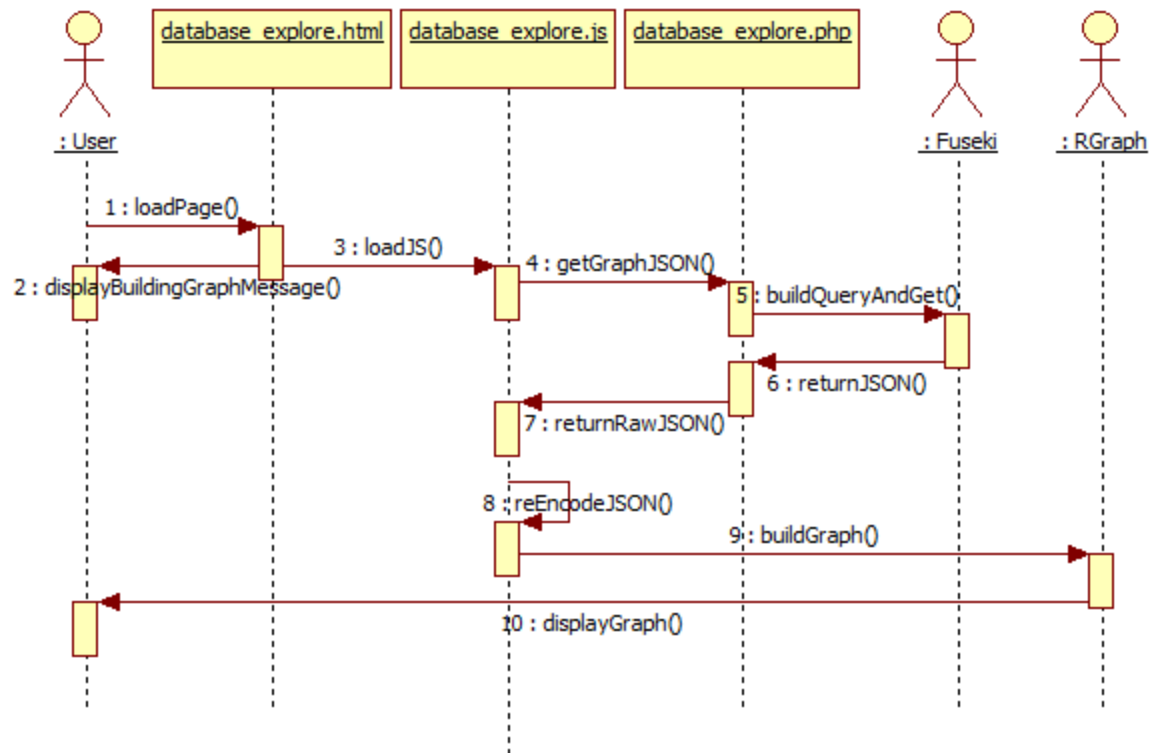 database_explore.html
database_explore.js
database_explore.php
: User
: Fuseki
: RGraph
1 : loadPage()
2 : displayBuildingGraphMessage()
3 : loadJS()
4 : getGraphJSON()
5 : buildQueryAndGet()
6 : returnJSON()
7 : returnRawJSON()
8 : reEncodeJSON()
9 : buildGraph()
10 : displayGraph()